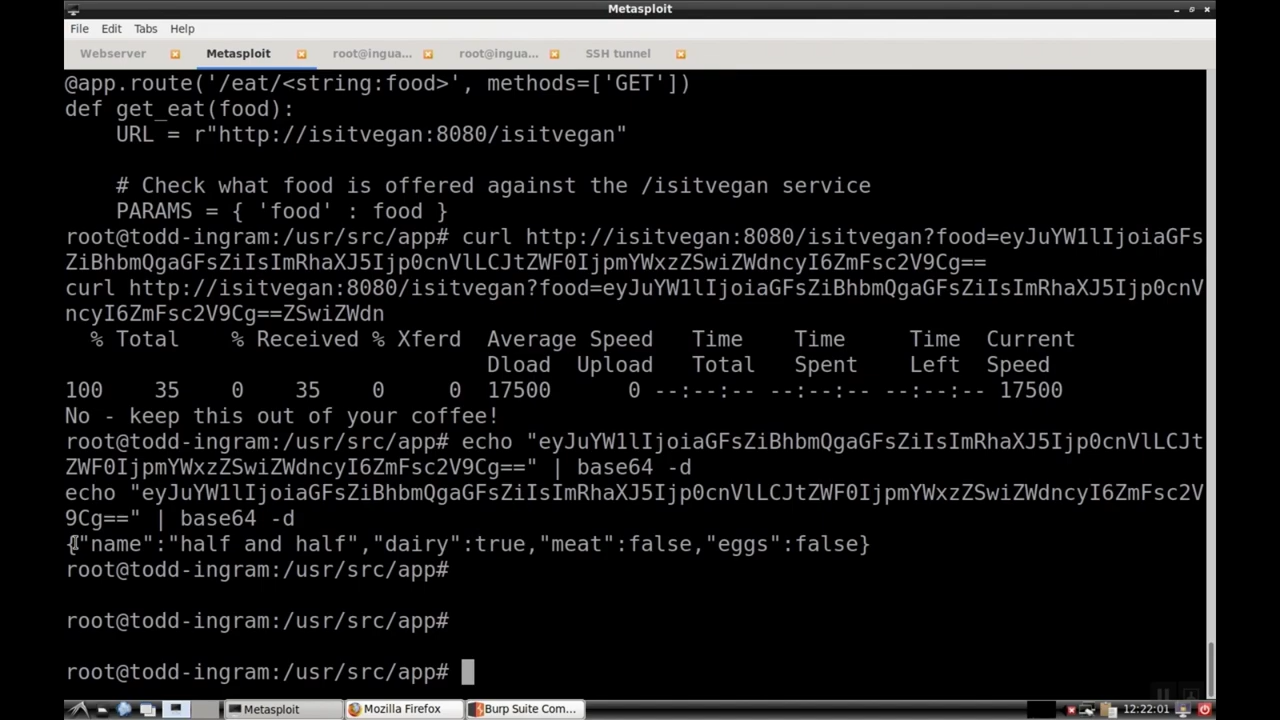 Metasploit
File Edit Tabs Help
Webserver Metasploit root@ingua... root@ingua... SSH tunnel
@app.route('/eat/<string:food>', methods=['GET'])
def get_eat(food):
    URL = r"http://isitvegan:8080/isitvegan"
    # Check what food is offered against the /isitvegan service
    PARAMS = { 'food' : food }
root@todd-ingram:/usr/src/app# curl http://isitvegan:8080/isitvegan?food=eyJuYW1lIjoiaGFs
ZiBhbmQgaGFsZiIsImRhaXJ5Ijp0cnVlLCJtZWF0IjpmYWxzZSwiZWdncyI6ZmFsc2V9Cg==
curl http://isitvegan:8080/isitvegan?food=eyJuYW1lIjoiaGFsZiBhbmQgaGFsZiIsImRhaXJ5Ijp0cnV
ncyI6ZmFsc2V9Cg==ZSwiZWdn
  % Total    % Received % Xferd  Average Speed   Time    Time     Time  Current
                                 Dload  Upload   Total   Spent    Left  Speed
100    35    0    35    0     0  17500      0 --:--:-- --:--:-- --:--:-- 17500
No - keep this out of your coffee!
root@todd-ingram:/usr/src/app# echo "eyJuYW1lIjoiaGFsZiBhbmQgaGFsZiIsImRhaXJ5Ijp0cnVlLCJt
ZWF0IjpmYWxzZSwiZWdncyI6ZmFsc2V9Cg==" | base64 -d
echo "eyJuYW1lIjoiaGFsZiBhbmQgaGFsZiIsImRhaXJ5Ijp0cnVlLCJtZWF0IjpmYWxzZSwiZWdncyI6ZmFsc2V
9Cg==" | base64 -d
{"name":"half and half","dairy":true,"meat":false,"eggs":false}
root@todd-ingram:/usr/src/app#
root@todd-ingram:/usr/src/app#
root@todd-ingram:/usr/src/app#
Metasploit Mozilla Firefox Burp Suite Com... 12:22:01